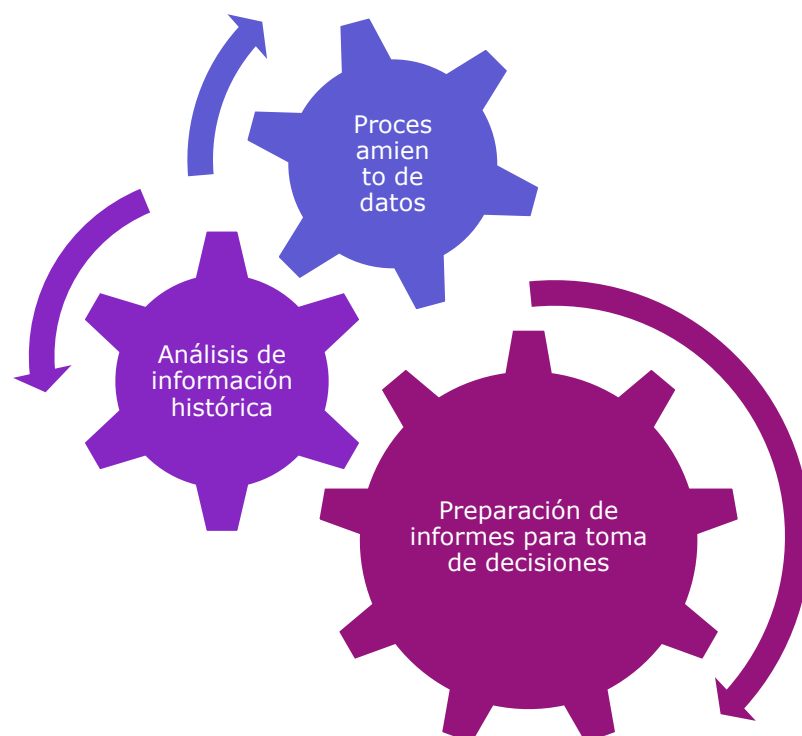 Proces
amien
to de
datos
Análisis de
información
histórica
Preparación de
informes para toma
de decisiones